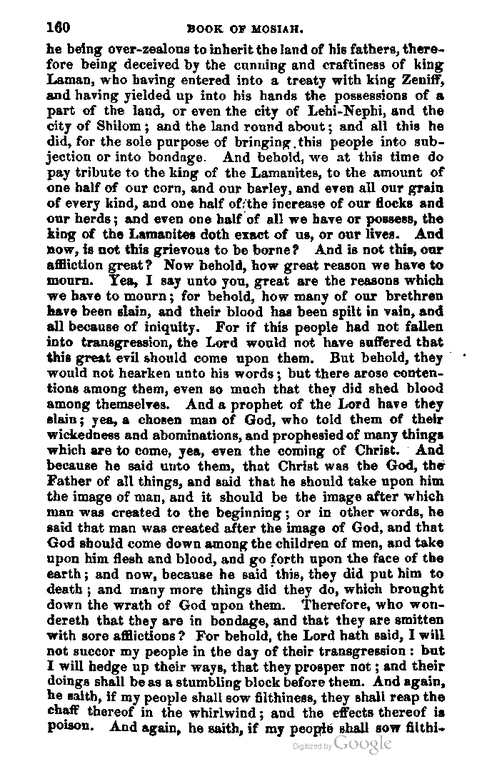 160 BOOK OF MOSIAH.
he being over-zealous to inherit the land of his fathers, there-
fore being deceived by the cunning and craftiness of king
Laman, who having entered into a treaty with king Zeniff,
and having yielded up into his hands the possessions of a
part of the land, or even the city of Lehi-Nephi, and the
city of Shilom; and the land round about; and all this he
did, for the sole purpose of bringing this people into sub-
jection or into bondage. And behold, we at this time do
pay tribute to the king of the Lamanites, to the amount of
one half of our corn, and our barley, and even all our grain
of every kind, and one half of the increase of our flocks and
our herds; and even one half of all we have or possess, the
king of the Lamanites doth exact of us, or our lives. And
now, is not this grievous to be borne? And is not this, our
affliction great? Now behold, how great reason we have to
mourn. Yea, I say unto you, great are the reasons which
we have to mourn; for behold, how many of our brethren
have been slain, and their blood has been spilt in vain, and
all because of iniquity. For if this people had not fallen
into transgression, the Lord would not have suffered that
this great evil should come upon them. But behold, they
would not hearken unto his words; but there arose conten-
tions among them, even so much that they did shed blood
among themselves. And a prophet of the Lord have they
slain; yea, a chosen man of God, who told them of their
wickedness and abominations, and prophesied of many things
which are to come, yea, even the coming of Christ. And
because he said unto them, that Christ was the God, the
Father of all things, and said that he should take upon him
the image of man, and it should be the image after which
man was created to the beginning; or in other words, he
said that man was created after the image of God, and that
God should come down among the children of men, and take
upon him flesh and blood, and go forth upon the face of the
earth; and now, because he said this, they did put him to
death; and many more things did they do, which brought
down the wrath of God upon them. Therefore, who won-
dereth that they are in bondage, and that they are smitten
with sore afflictions? For behold, the Lord hath said, I will
not succor my people in the day of their transgression: but
I will hedge up their ways, that they prosper not; and their
doings shall be as a stumbling block before them. And again,
he saith, if my people shall sow filthiness, they shall reap the
chaff thereof in the whirlwind; and the effects thereof is
poison. And again, he saith, if my people shall sow filthi-
Digitized by Google